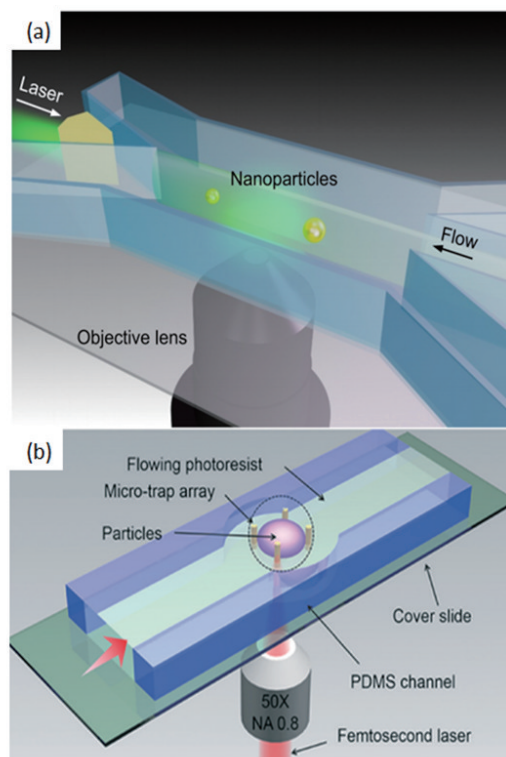 (a)
Laser
Nanoparticles
Flow
Objective lens
(b)
Flowing photoresist
Micro-trap array
Particles
Cover slide
PDMS channel
50X
NA 0.8
Femtosecond laser